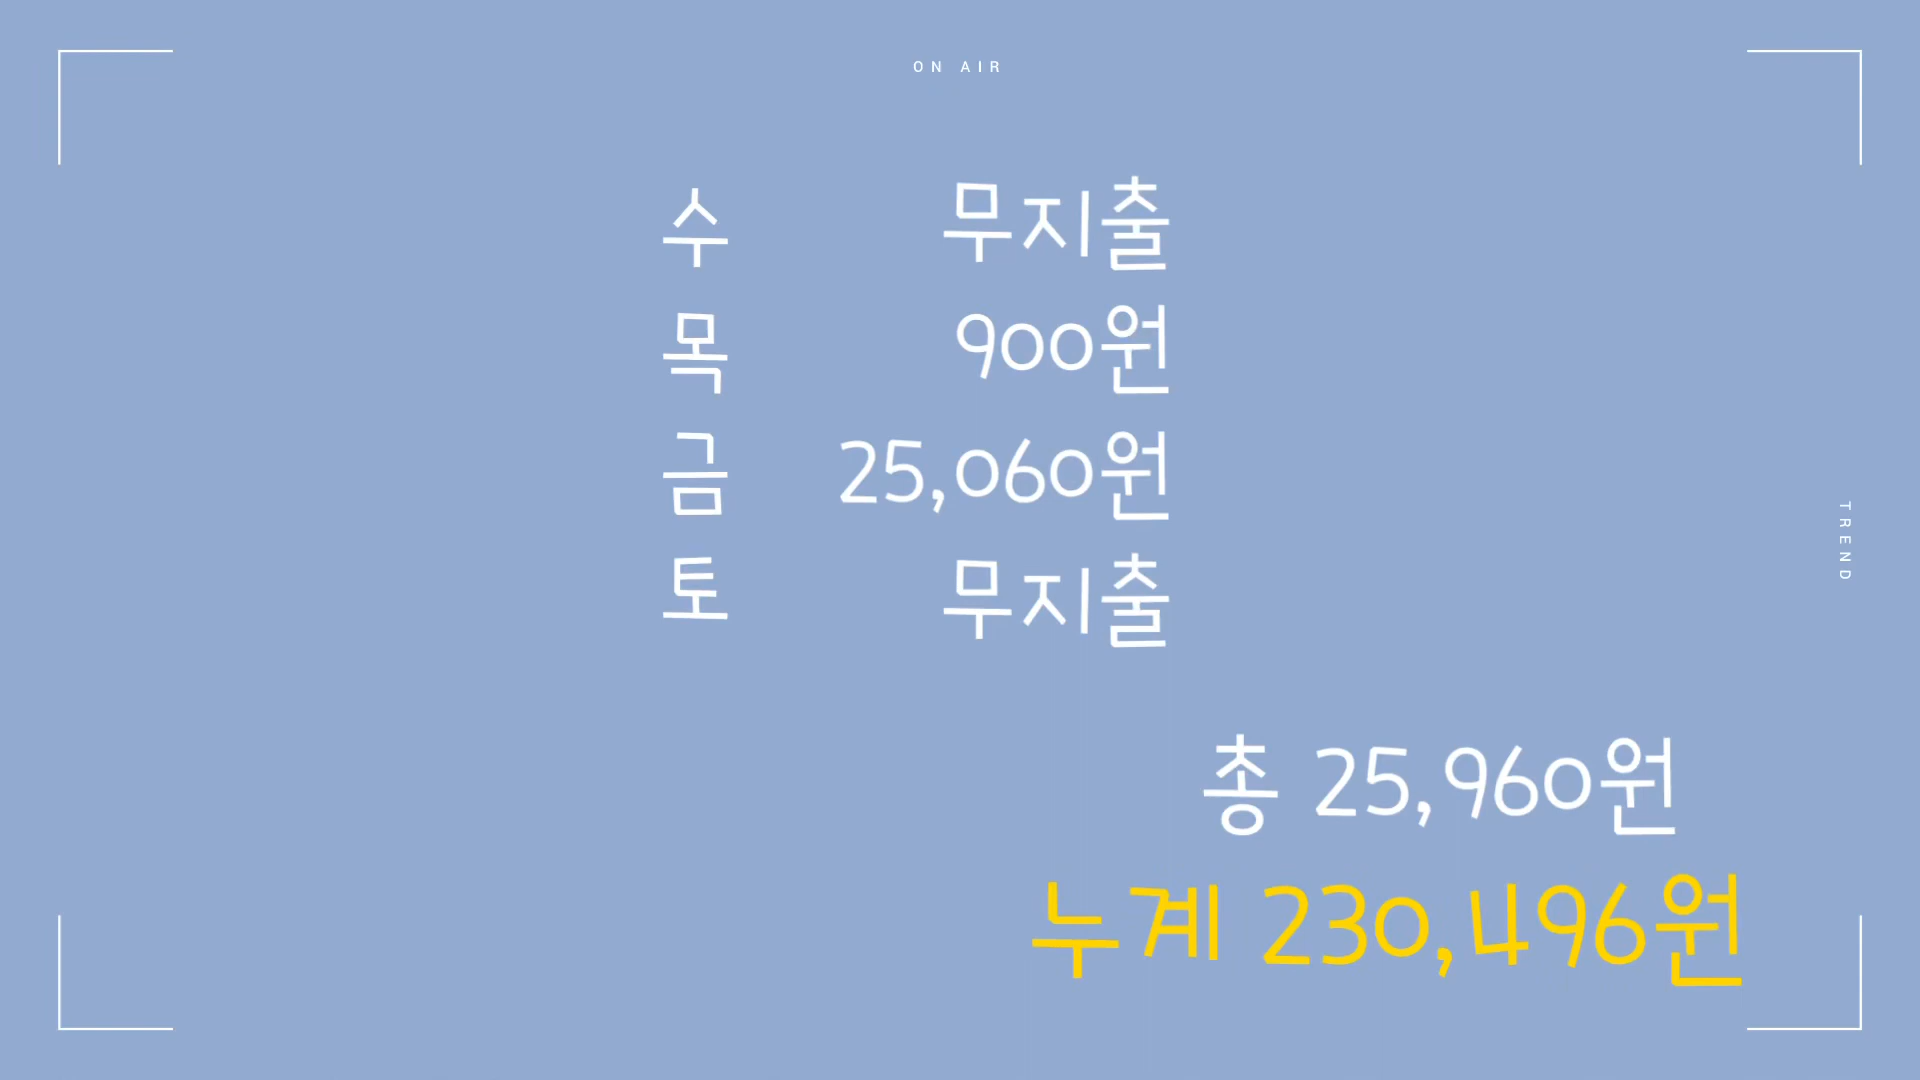 ON AIR
수 무지출
목 900원
금 25,060원
TREND
토 무지출
총 25,960원
누계 230,496원